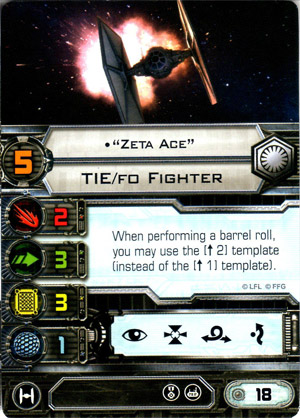 •"Zeta Ace"
5
TIE/fo Fighter
2
3
When performing a barrel roll,
you may use the [↑ 2] template
(instead of the [↑ 1] template).
© LFL © FFG
3
1
18